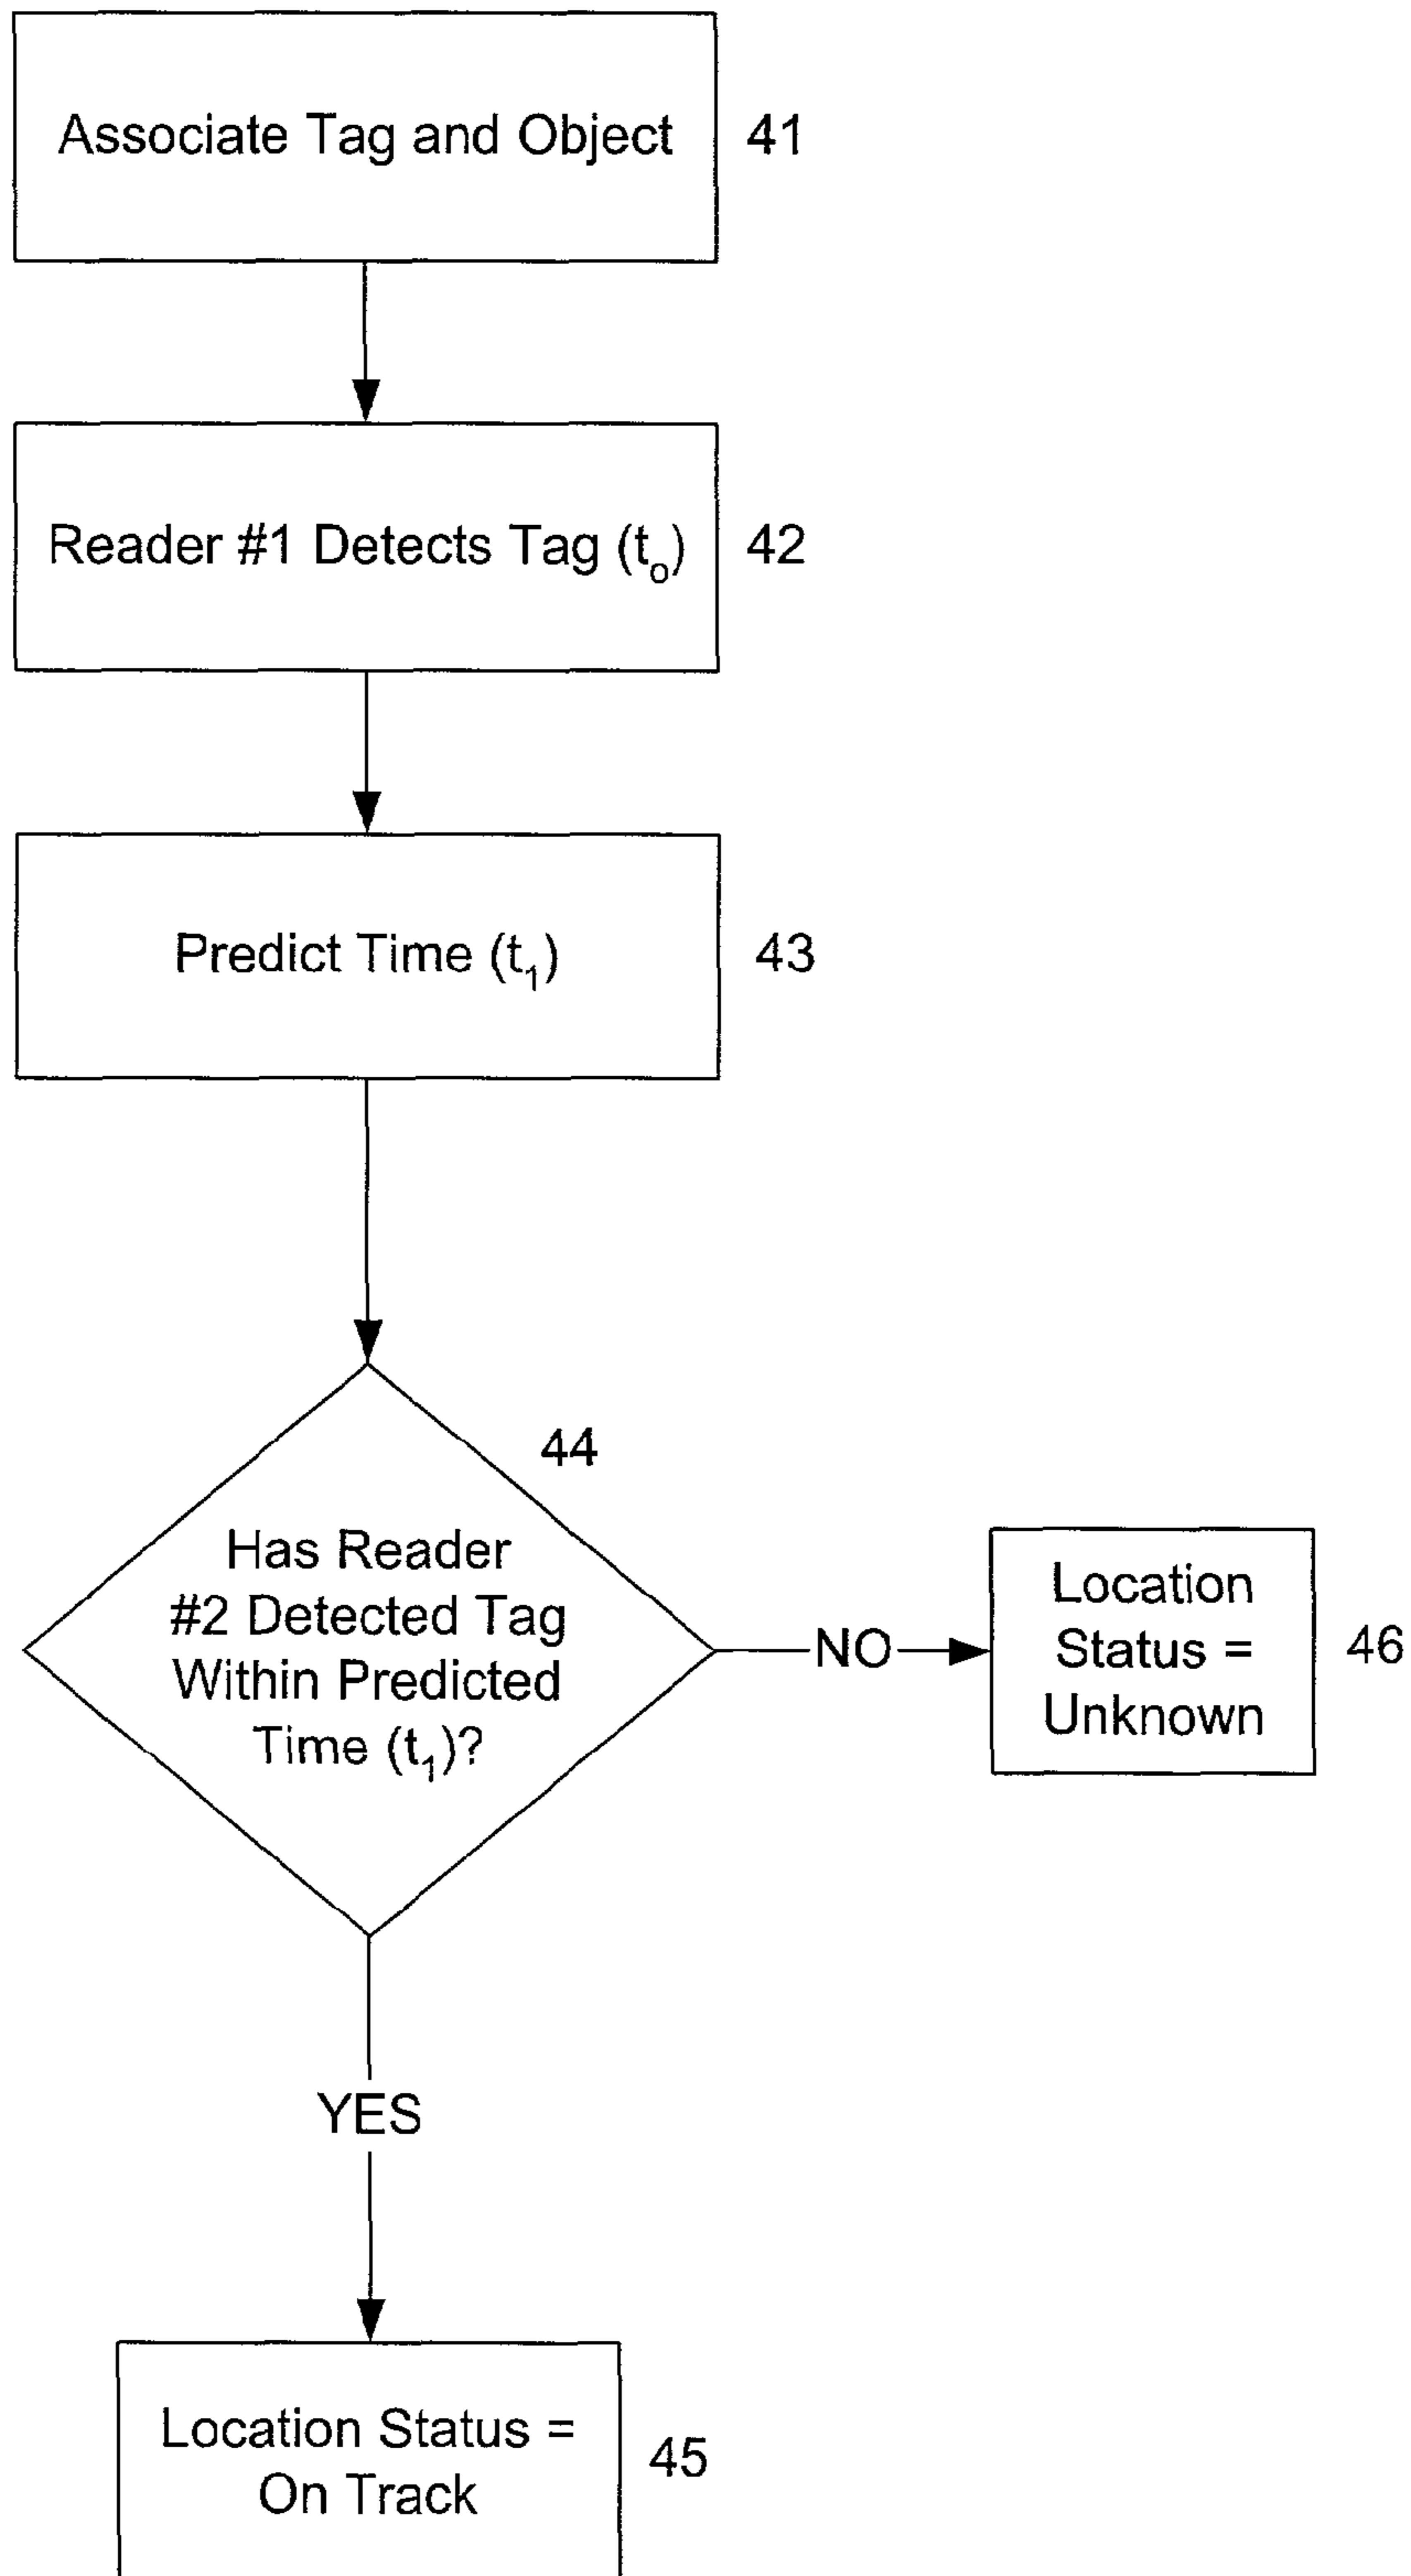 Associate Tag and Object
41
Reader #1 Detects Tag (t₀)
42
Predict Time (t₁)
43
44
Has Reader
#2 Detected Tag
Within Predicted
Time (t₁)?
NO
Location
Status =
Unknown
46
YES
Location Status =
On Track
45